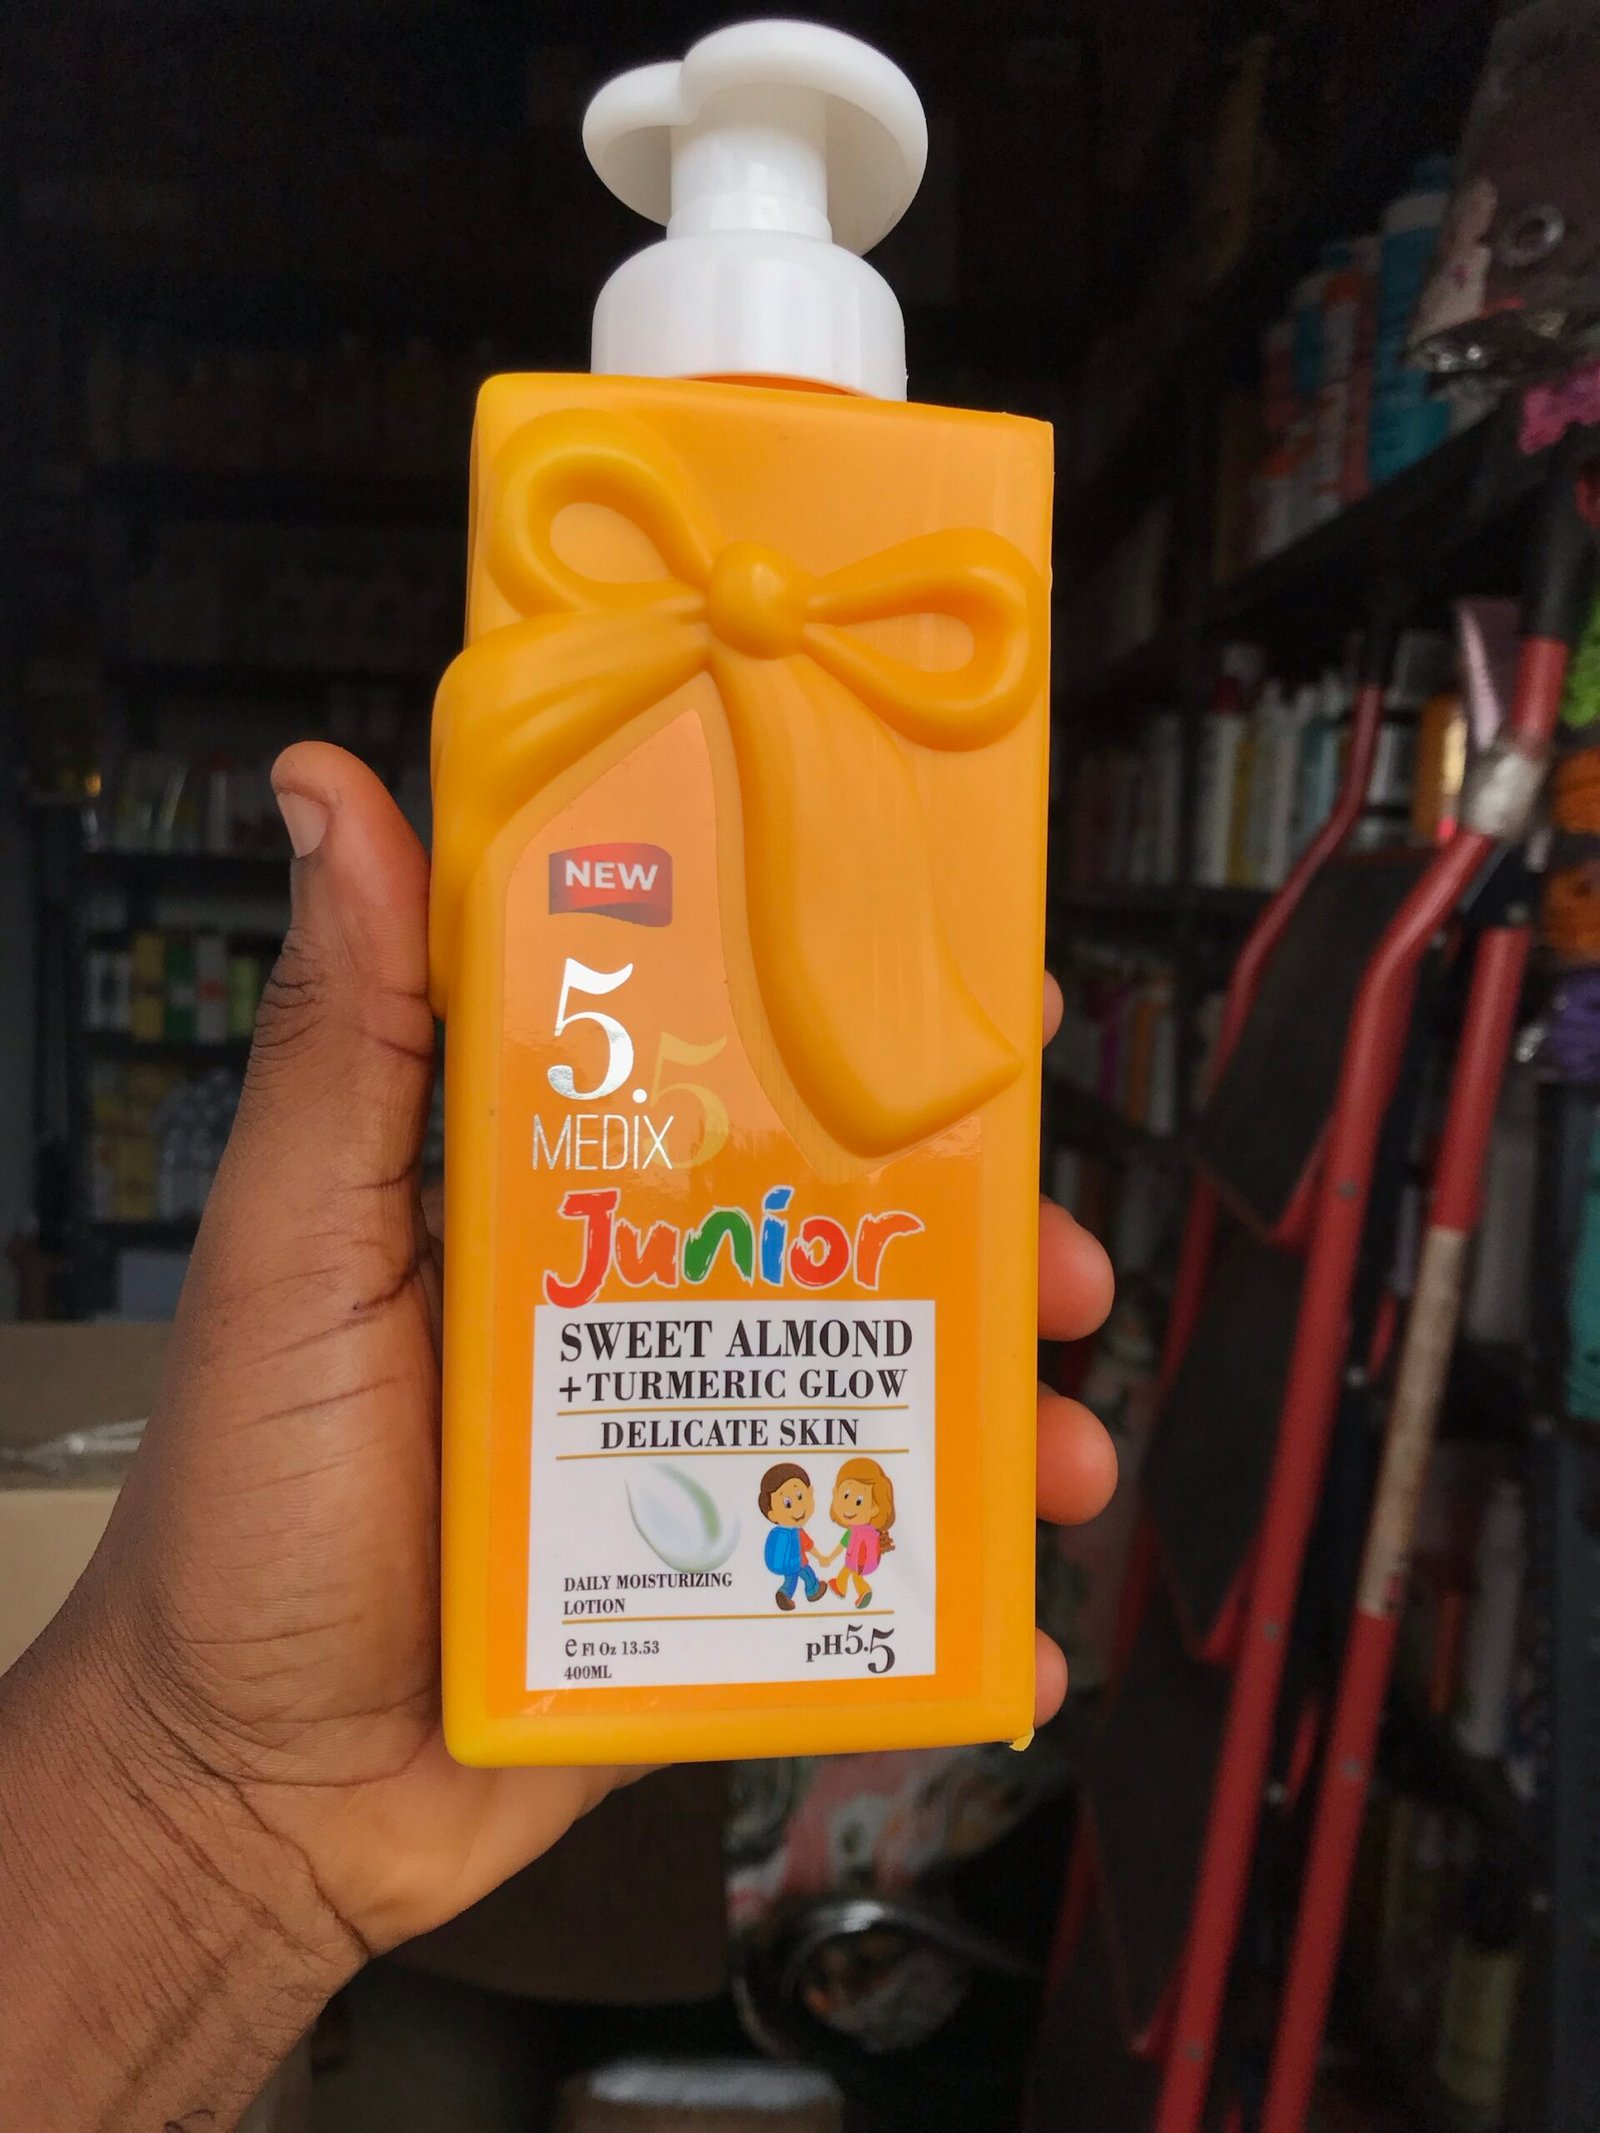 NEW
5.5
MEDIX
Junior
SWEET ALMOND
+TURMERIC GLOW
DELICATE SKIN
DAILY MOISTURIZING
LOTION
e Fl Oz 13.53
400ML
pH5.5